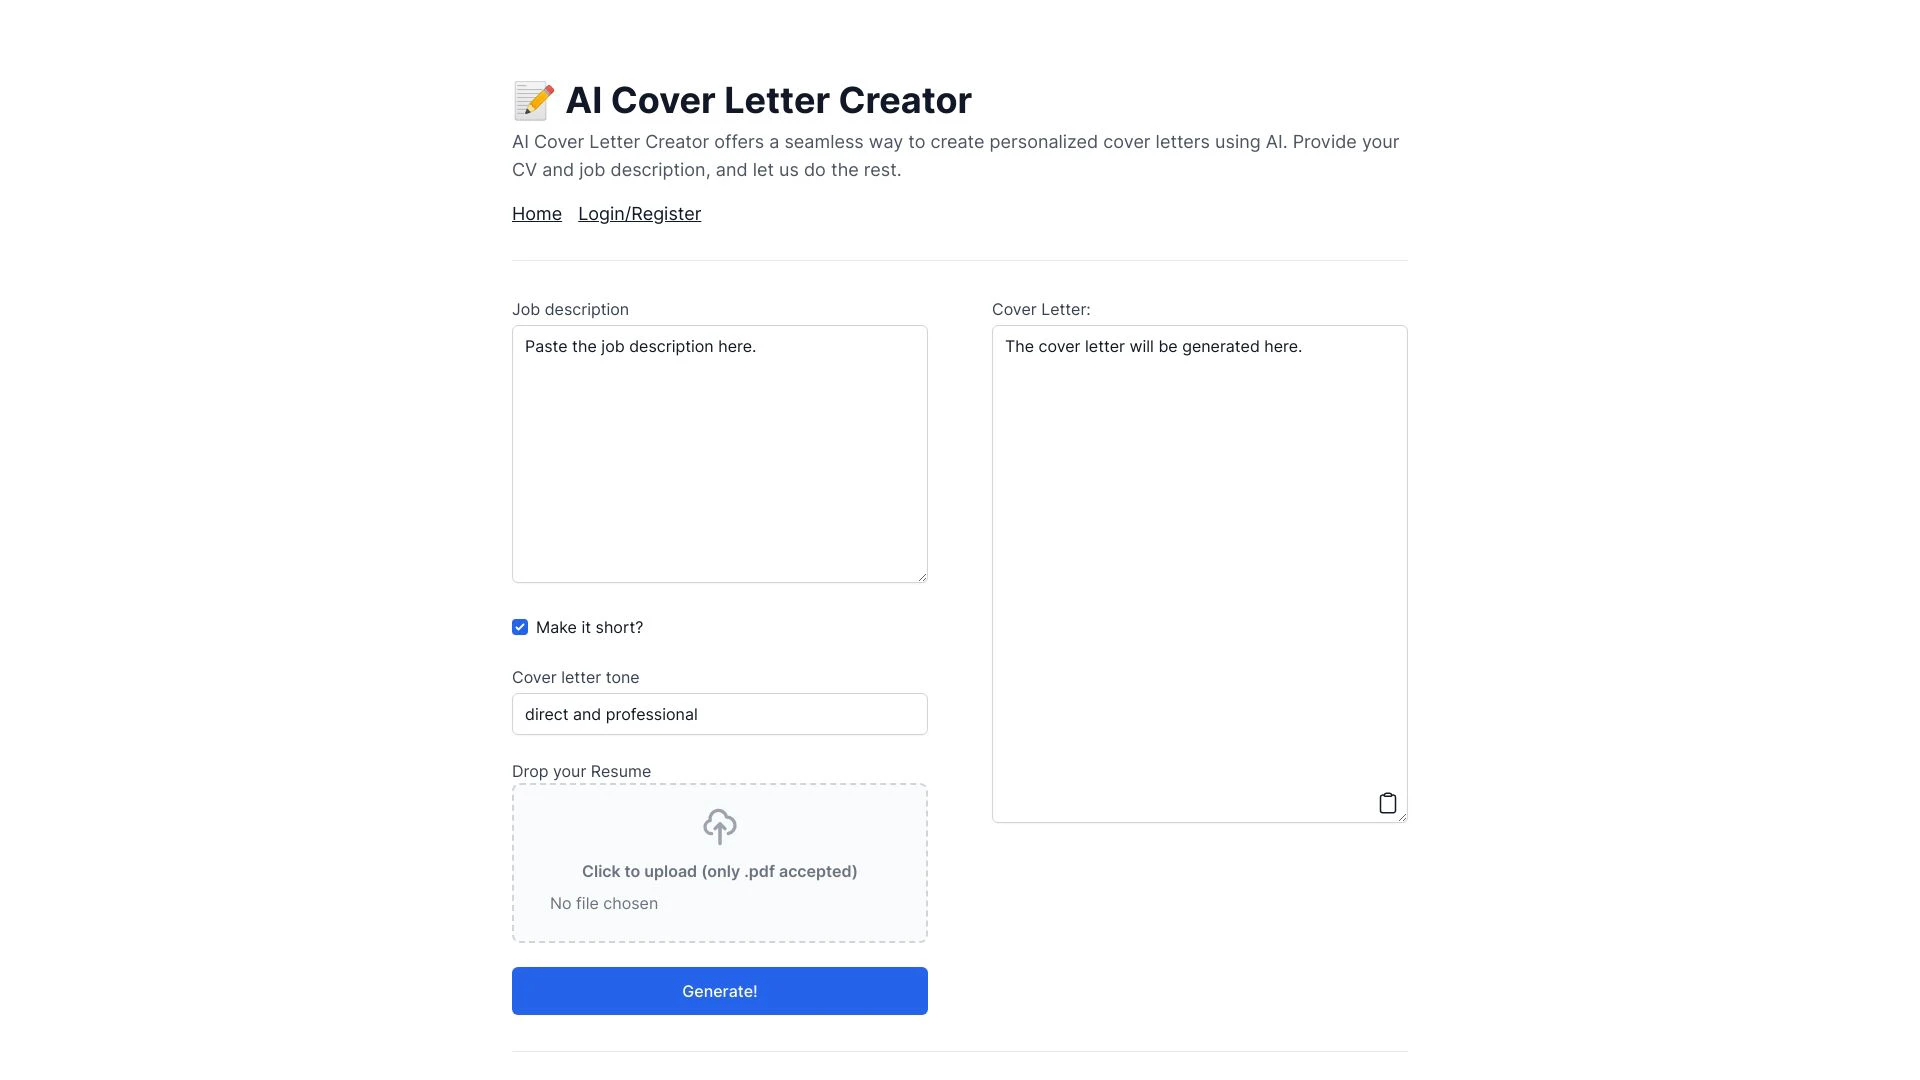 AI Cover Letter Creator
AI Cover Letter Creator offers a seamless way to create personalized cover letters using AI. Provide your
CV and job description, and let us do the rest.
Home Login/Register
Job description
Paste the job description here.
Make it short?
Cover letter tone
direct and professional
Drop your Resume
Click to upload (only .pdf accepted)
No file chosen
Generate!
Cover Letter:
The cover letter will be generated here.